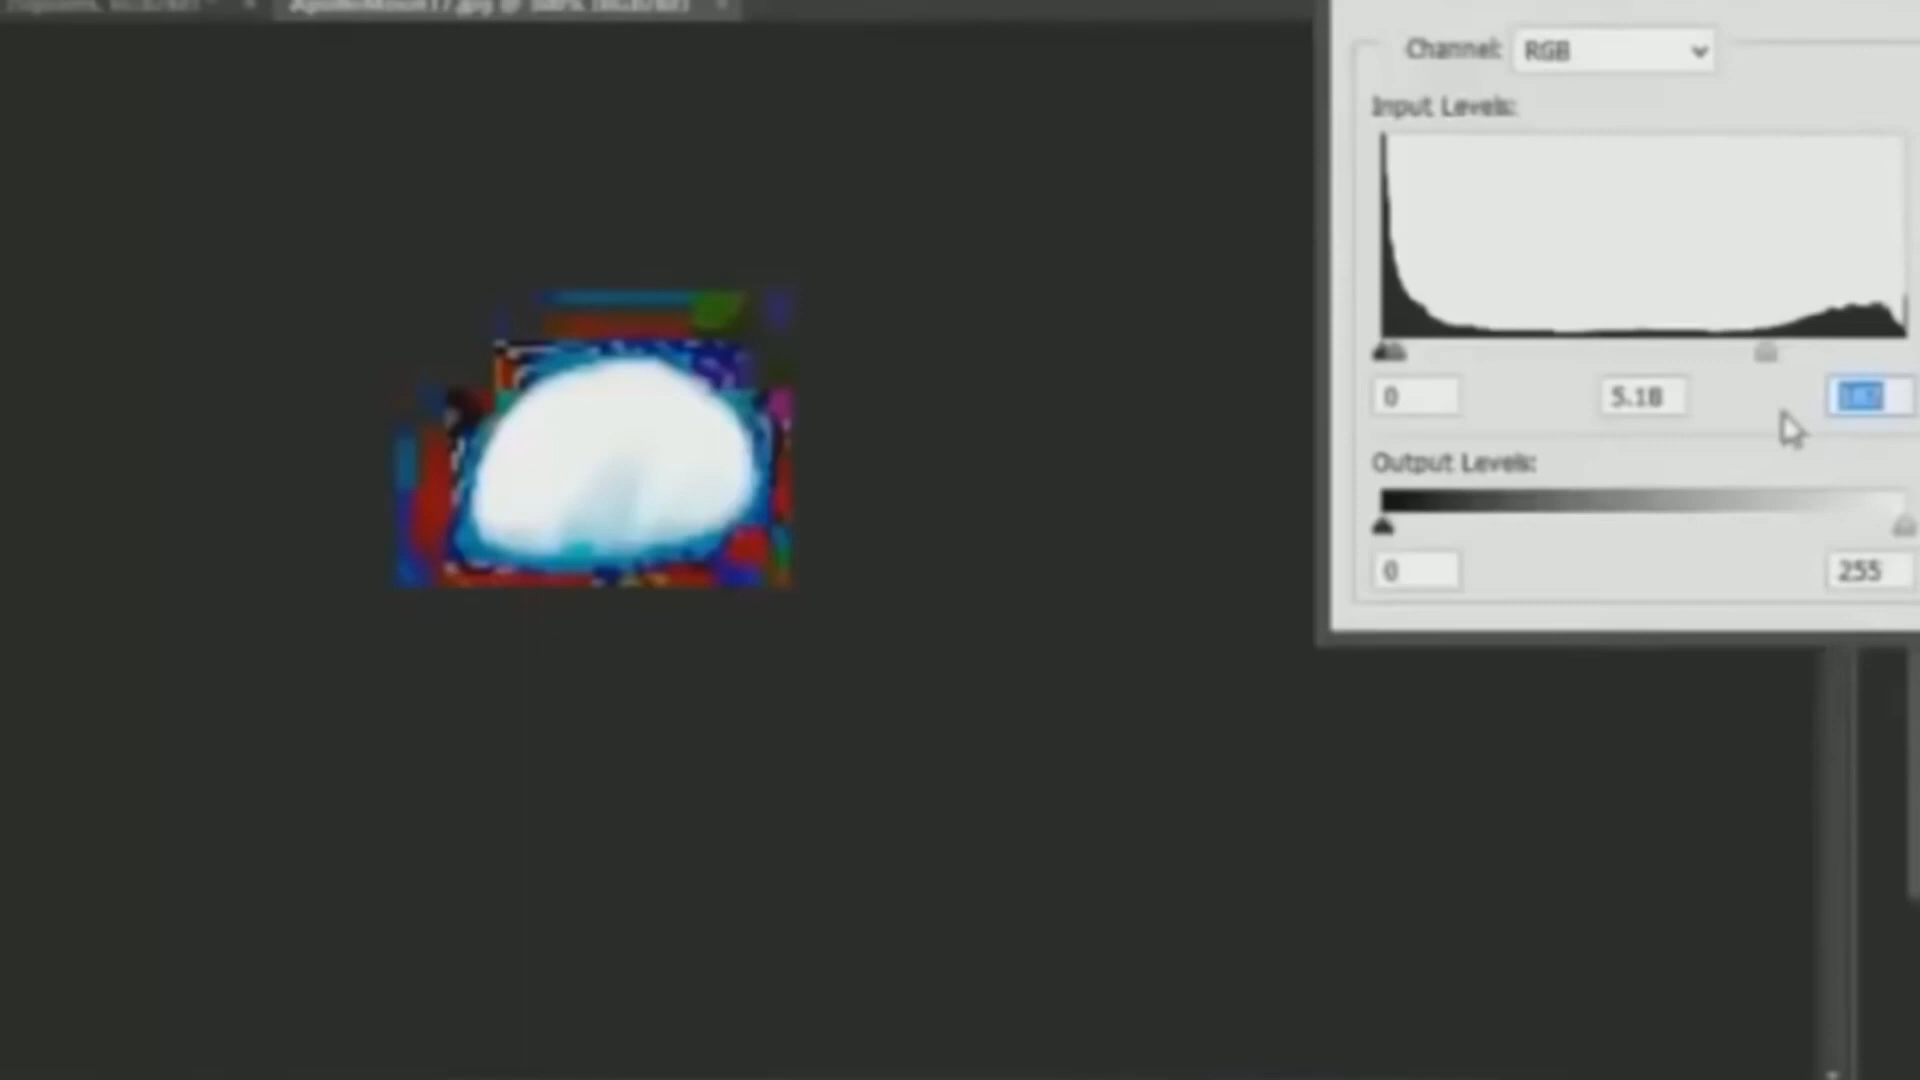 Channel: RGB
Input Levels:
0 5.18
Output Levels:
0 255